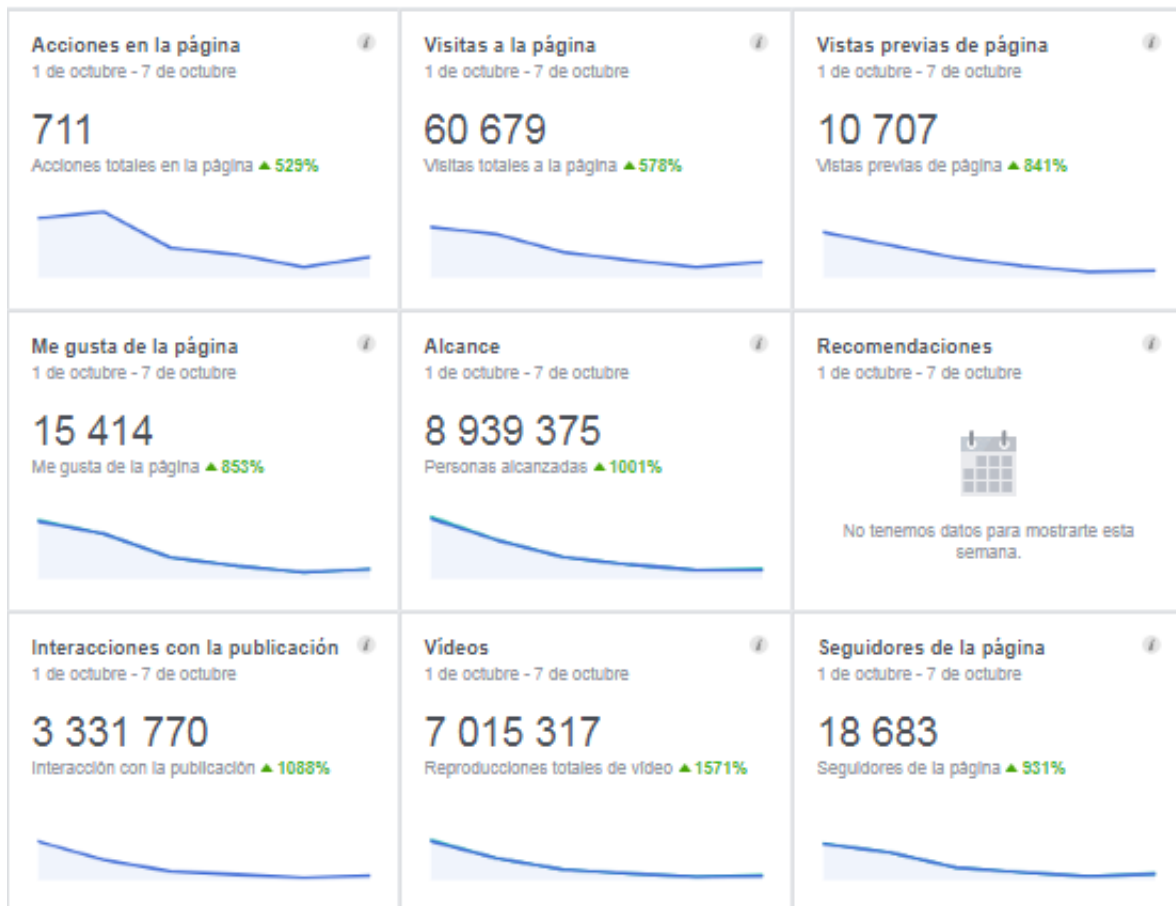 Acciones en la página
1 de octubre - 7 de octubre
711
Acciones totales en la página ▲ 529%
Visitas a la página
1 de octubre - 7 de octubre
60 679
Visitas totales a la página ▲ 578%
Vistas previas de página
1 de octubre - 7 de octubre
10 707
Vistas previas de página ▲ 841%
Me gusta de la página
1 de octubre - 7 de octubre
15 414
Me gusta de la página ▲ 853%
Alcance
1 de octubre - 7 de octubre
8 939 375
Personas alcanzadas ▲ 1001%
Recomendaciones
1 de octubre - 7 de octubre
No tenemos datos para mostrarte esta
semana.
Interacciones con la publicación
1 de octubre - 7 de octubre
3 331 770
Interacción con la publicación ▲ 1088%
Vídeos
1 de octubre - 7 de octubre
7 015 317
Reproducciones totales de vídeo ▲ 1571%
Seguidores de la página
1 de octubre - 7 de octubre
18 683
Seguidores de la página ▲ 931%